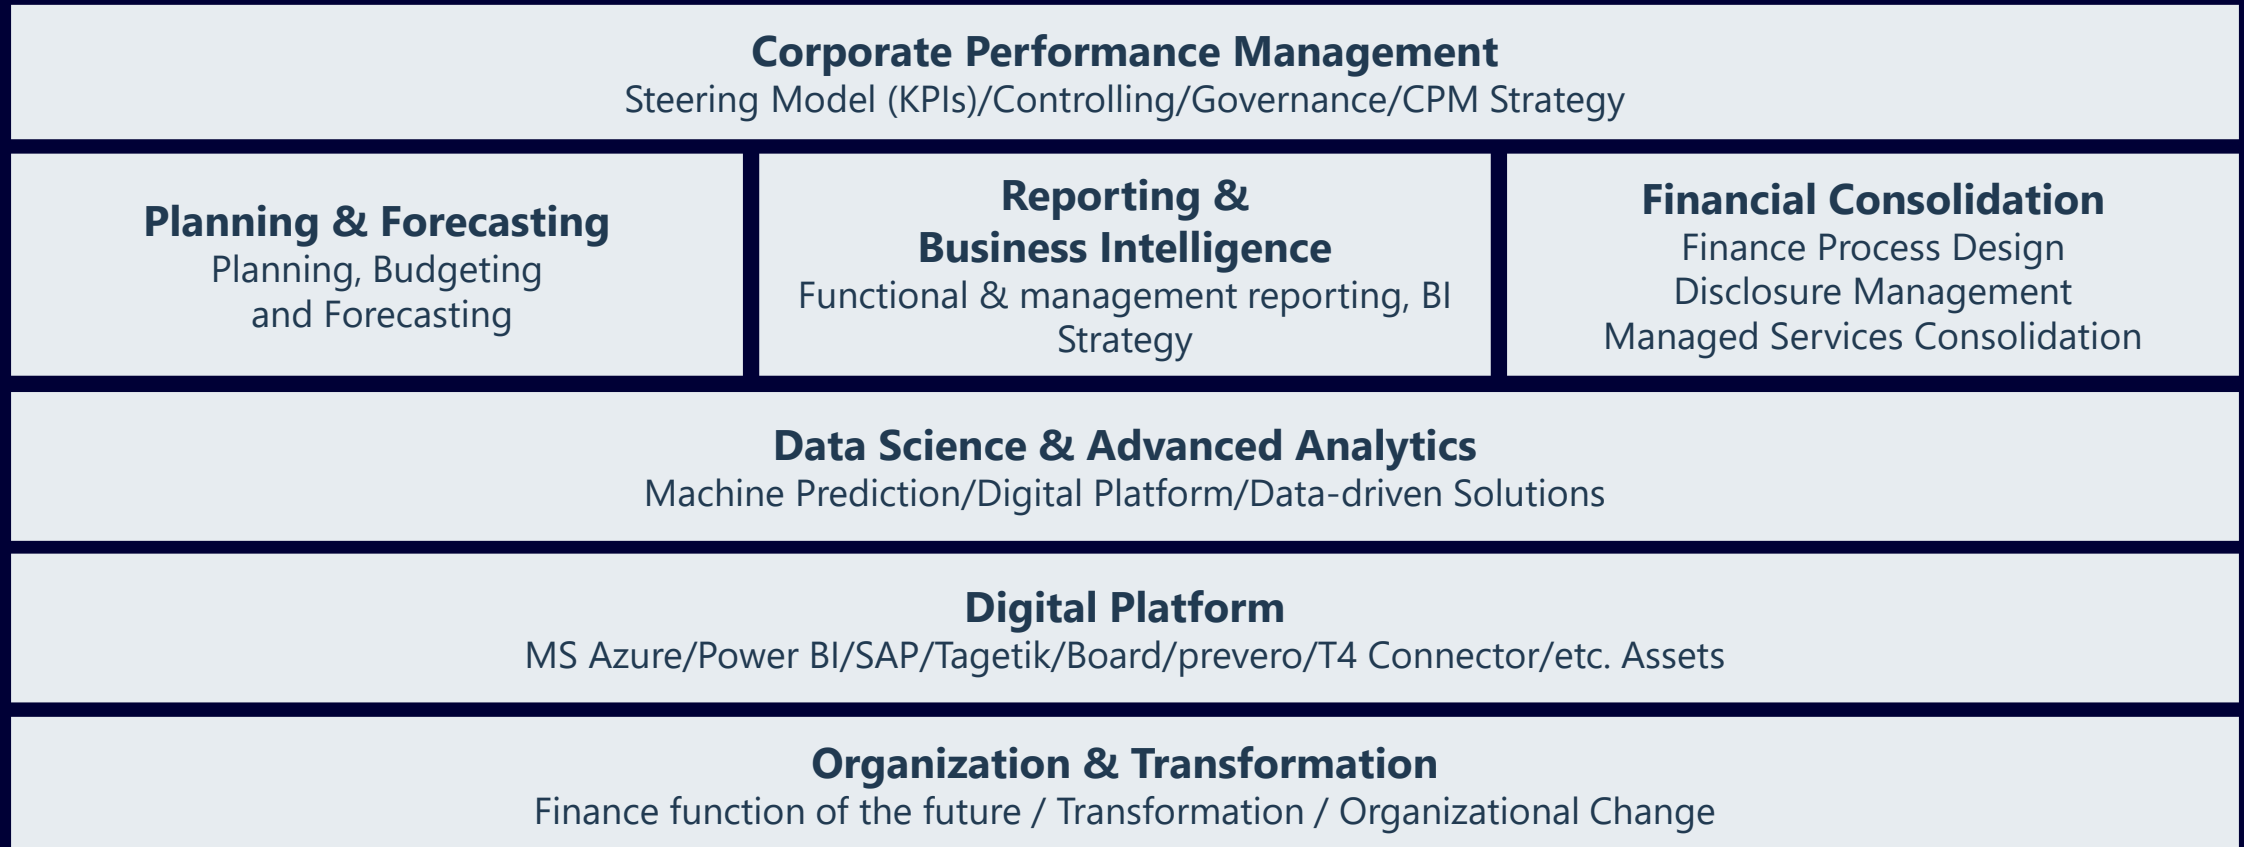 Corporate Performance Management
Steering Model (KPIs)/Controlling/Governance/CPM Strategy
Planning & Forecasting
Planning, Budgeting
and Forecasting
Reporting &
Business Intelligence
Functional & management reporting, BI
Strategy
Financial Consolidation
Finance Process Design
Disclosure Management
Managed Services Consolidation
Data Science & Advanced Analytics
Machine Prediction/Digital Platform/Data-driven Solutions
Digital Platform
MS Azure/Power BI/SAP/Tagetik/Board/prevero/T4 Connector/etc. Assets
Organization & Transformation
Finance function of the future / Transformation / Organizational Change